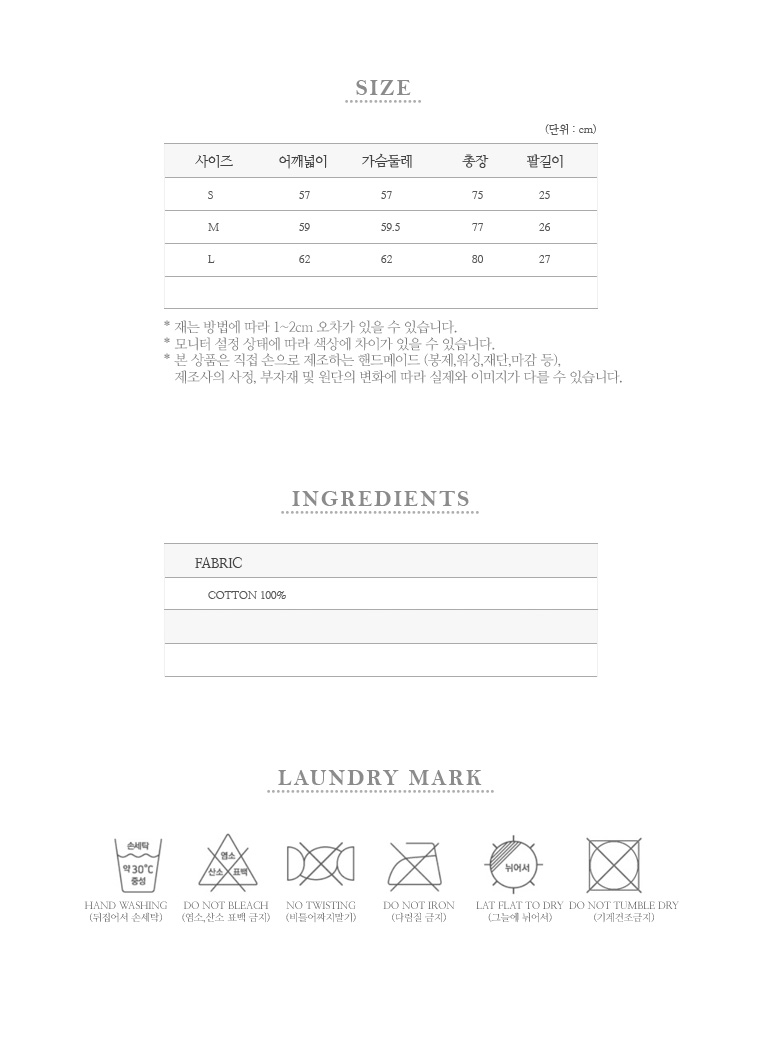 SIZE
(단위 : cm)
사이즈 어깨넓이 가슴둘레 총장 팔길이
S 57 57 75 25
M 59 59.5 77 26
L 62 62 80 27
* 재는 방법에 따라 1~2cm 오차가 있을 수 있습니다.
* 모니터 설정 상태에 따라 색상에 차이가 있을 수 있습니다.
* 본 상품은 직접 손으로 제조하는 핸드메이드 (봉제,워싱,재단,마감 등),
제조사의 사정, 부자재 및 원단의 변화에 따라 실제와 이미지가 다를 수 있습니다.
INGREDIENTS
FABRIC
COTTON 100%
LAUNDRY MARK
손세탁
약 30°C
중성
염소
산소 표백
뉘어서
HAND WASHING DO NOT BLEACH NO TWISTING DO NOT IRON LAT FLAT TO DRY DO NOT TUMBLE DRY
(뒤집어서 손세탁) (염소,산소 표백 금지) (비틀어짜지말기) (다림질 금지) (그늘에 뉘어서) (기계건조금지)